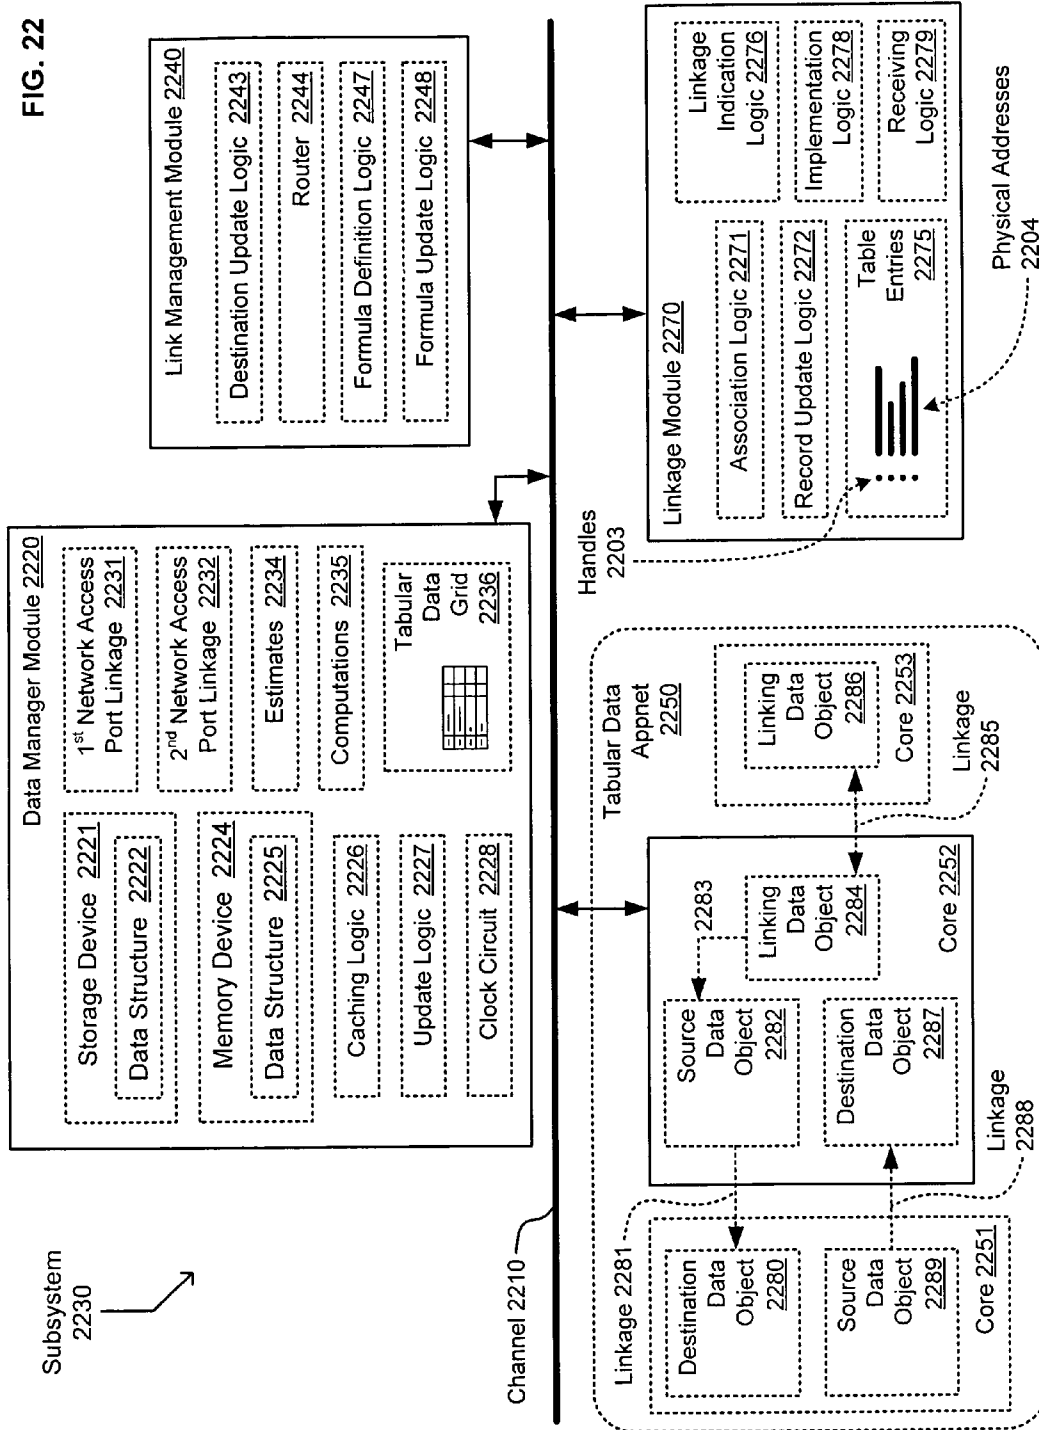 FIG. 22
Subsystem
2230
Data Manager Module 2220
Storage Device 2221
Data Structure 2222
Memory Device 2224
Data Structure 2225
Caching Logic 2226
Update Logic 2227
Clock Circuit 2228
1st Network Access
Port Linkage 2231
2nd Network Access
Port Linkage 2232
Estimates 2234
Computations 2235
Tabular
Data
Grid
2236
Link Management Module 2240
Destination Update Logic 2243
Router 2244
Formula Definition Logic 2247
Formula Update Logic 2248
Channel 2210
Linkage 2281
Tabular Data
Appnet
2250
Destination
Data
Object
2280
Source
Data
Object
2289
Core 2251
Source
Data
Object
2282
2283
Linking
Data
Object
2284
Destination
Data
Object
2287
Core 2252
Linkage
2288
Linking
Data
Object
2286
Core 2253
Linkage
2285
Handles
2203
Linkage Module 2270
Association Logic 2271
Record Update Logic 2272
Table
Entries
2275
Linkage
Indication
Logic 2276
Implementation
Logic 2278
Receiving
Logic 2279
Physical Addresses
2204